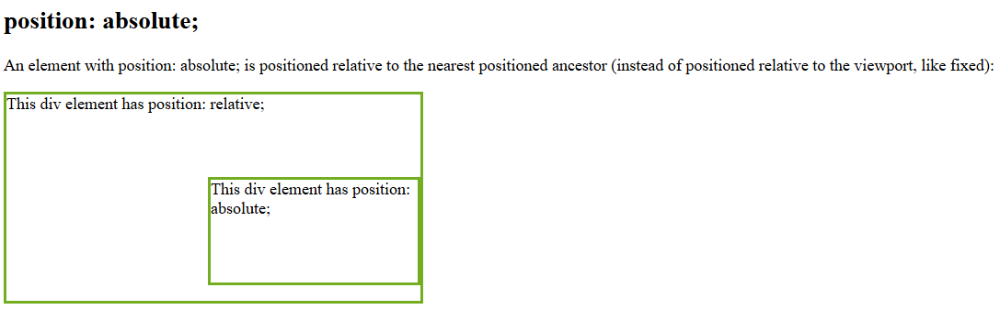 position: absolute;
An element with position: absolute; is positioned relative to the nearest positioned ancestor (instead of positioned relative to the viewport, like fixed):
This div element has position: relative;
This div element has position:
absolute;